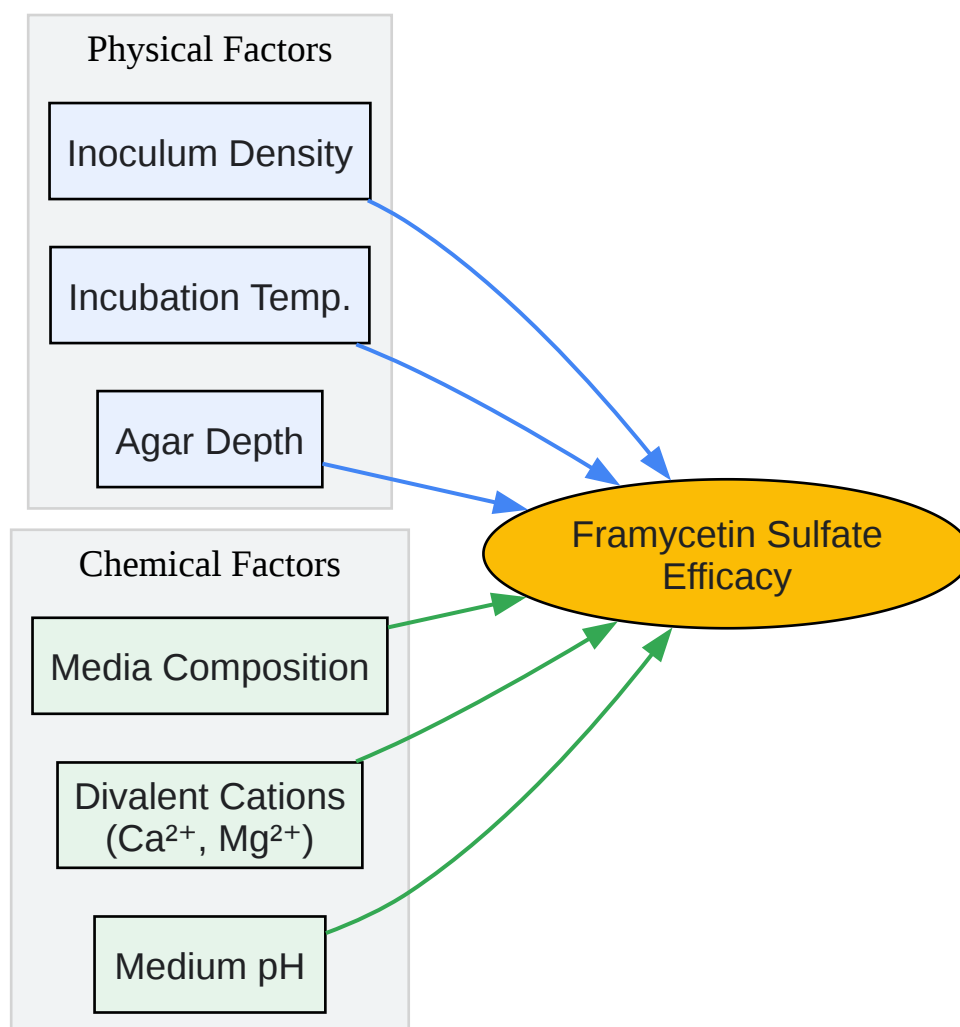 Physical Factors
Inoculum Density
Incubation Temp.
Agar Depth
Framycetin Sulfate
Efficacy
Chemical Factors
Media Composition
Divalent Cations
(Ca²⁺, Mg²⁺)
Medium pH